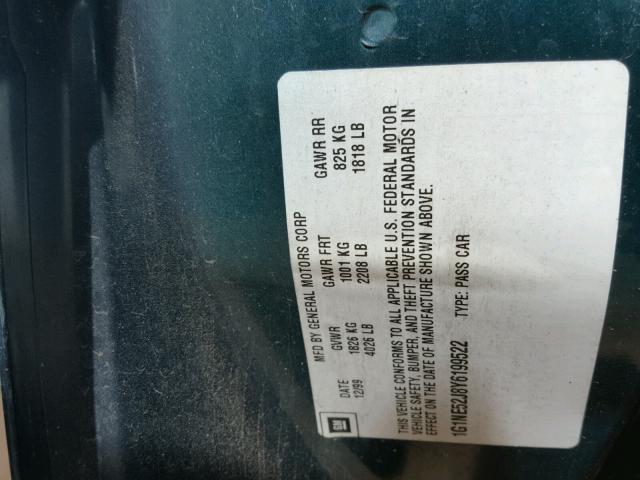 GM
MFD BY GENERAL MOTORS CORP
DATE GVWR GAWR FRT GAWR RR
12/99 1826 KG 1001 KG 825 KG
4026 LB 2208 LB 1818 LB
THIS VEHICLE CONFORMS TO ALL APPLICABLE U.S. FEDERAL MOTOR
VEHICLE SAFETY, BUMPER, AND THEFT PREVENTION STANDARDS IN
EFFECT ON THE DATE OF MANUFACTURE SHOWN ABOVE.
1G1NE52J8Y6199522 TYPE: PASS CAR